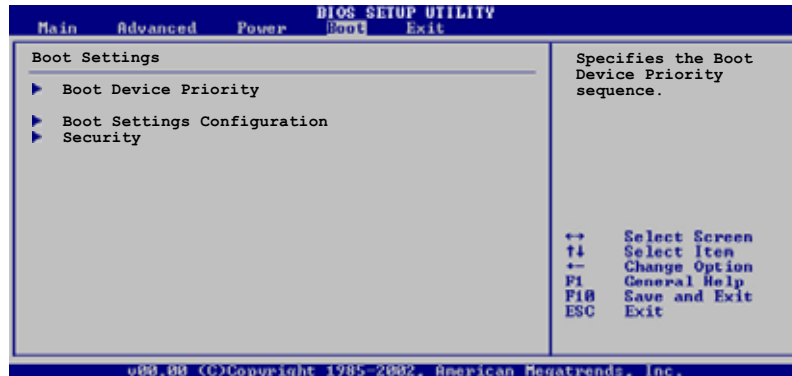 BIOS SETUP UTILITY
Main Advanced Power Boot Exit
Boot Settings
Boot Device Priority
Boot Settings Configuration
Security
Specifies the Boot
Device Priority
sequence.
↔ Select Screen
↑↓ Select Item
+- Change Option
F1 General Help
F10 Save and Exit
ESC Exit
v00.00 (C)Copyright 1985-2002, American Megatrends, Inc.